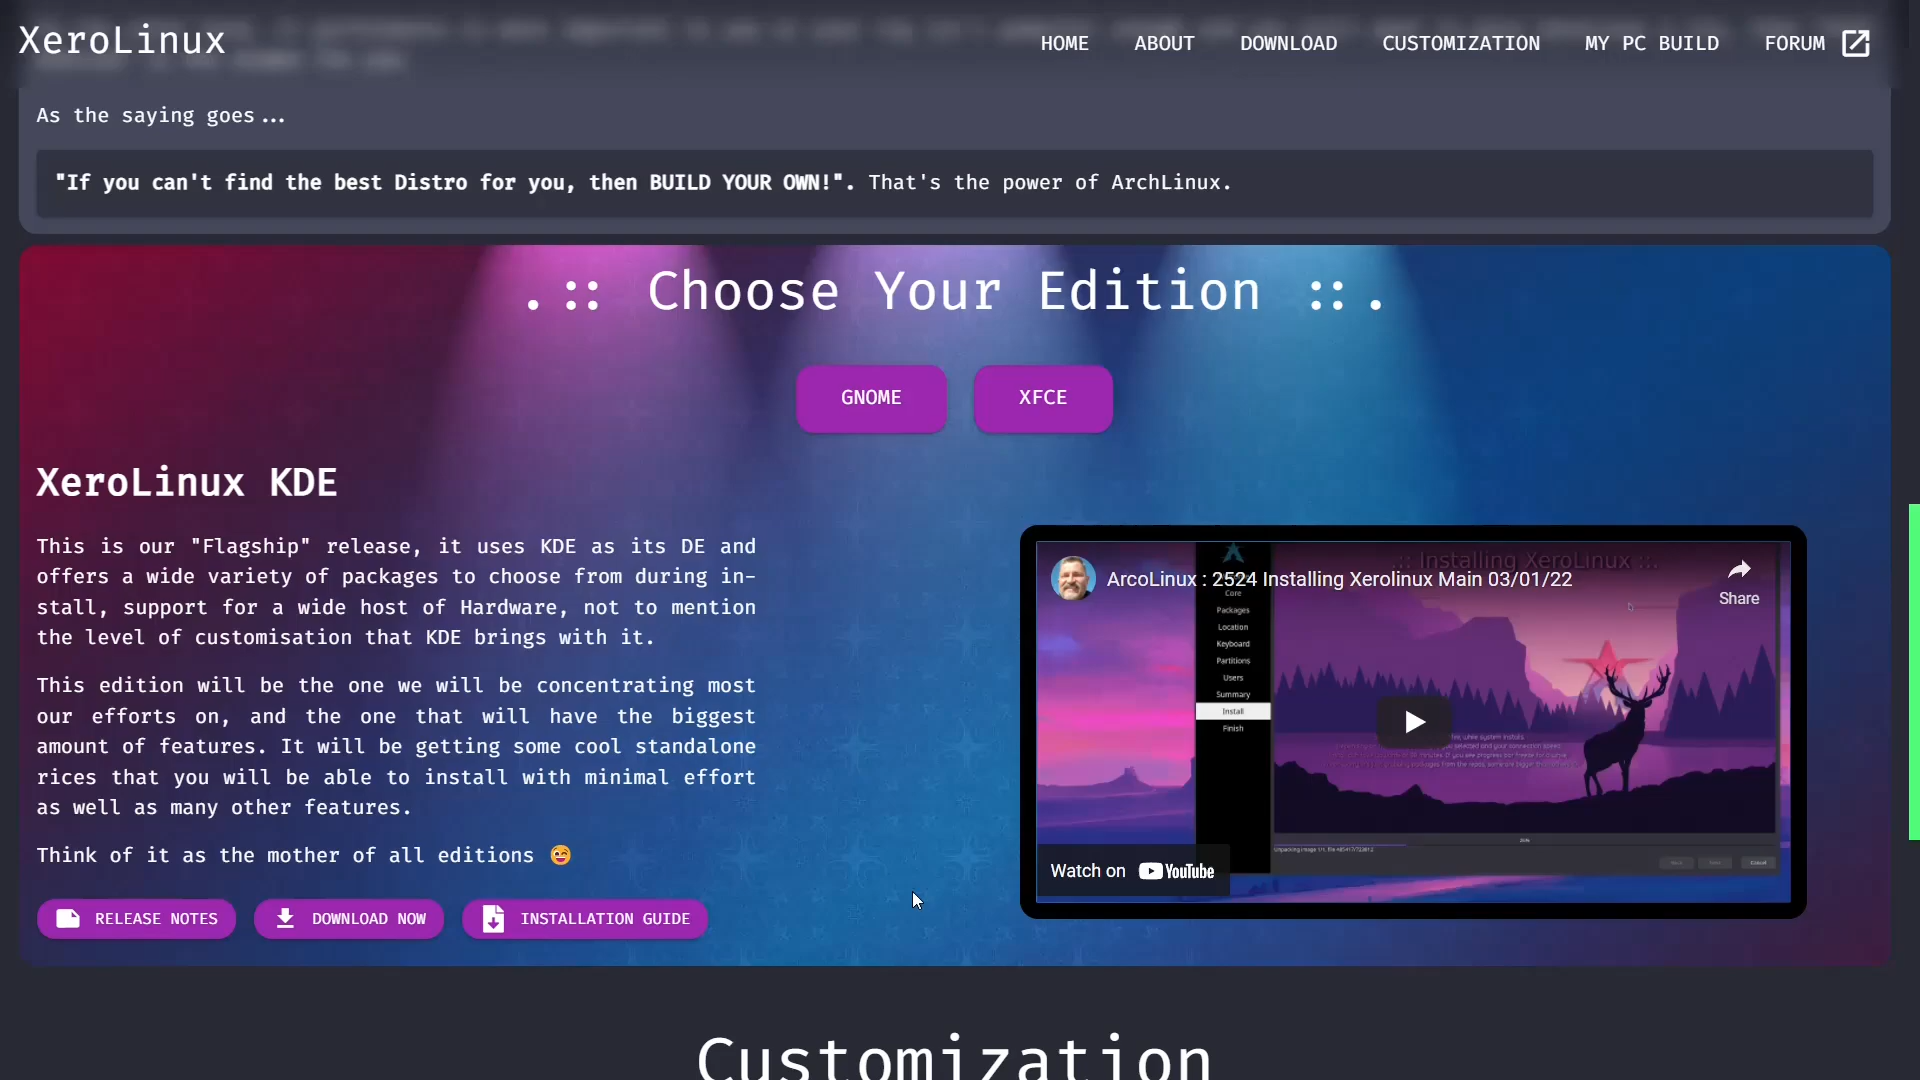 XeroLinux
HOME
ABOUT
DOWNLOAD
CUSTOMIZATION
MY PC BUILD
FORUM
As the saying goes...
"If you can't find the best Distro for you, then BUILD YOUR OWN!". That's the power of ArchLinux.
.:: Choose Your Edition ::.
GNOME
XFCE
XeroLinux KDE
This is our "Flagship" release, it uses KDE as its DE and
offers a wide variety of packages to choose from during in-
stall, support for a wide host of Hardware, not to mention
the level of customisation that KDE brings with it.
This edition will be the one we will be concentrating most
our efforts on, and the one that will have the biggest
amount of features. It will be getting some cool standalone
rices that you will be able to install with minimal effort
as well as many other features.
Think of it as the mother of all editions 😅
RELEASE NOTES
DOWNLOAD NOW
INSTALLATION GUIDE
.:: Installing XeroLinux ::.
ArcoLinux : 2524 Installing Xerolinux Main 03/01/22
Share
Core
Packages
Location
Keyboard
Partitions
Users
Summary
Install
Finish
Watch on YouTube
Customization